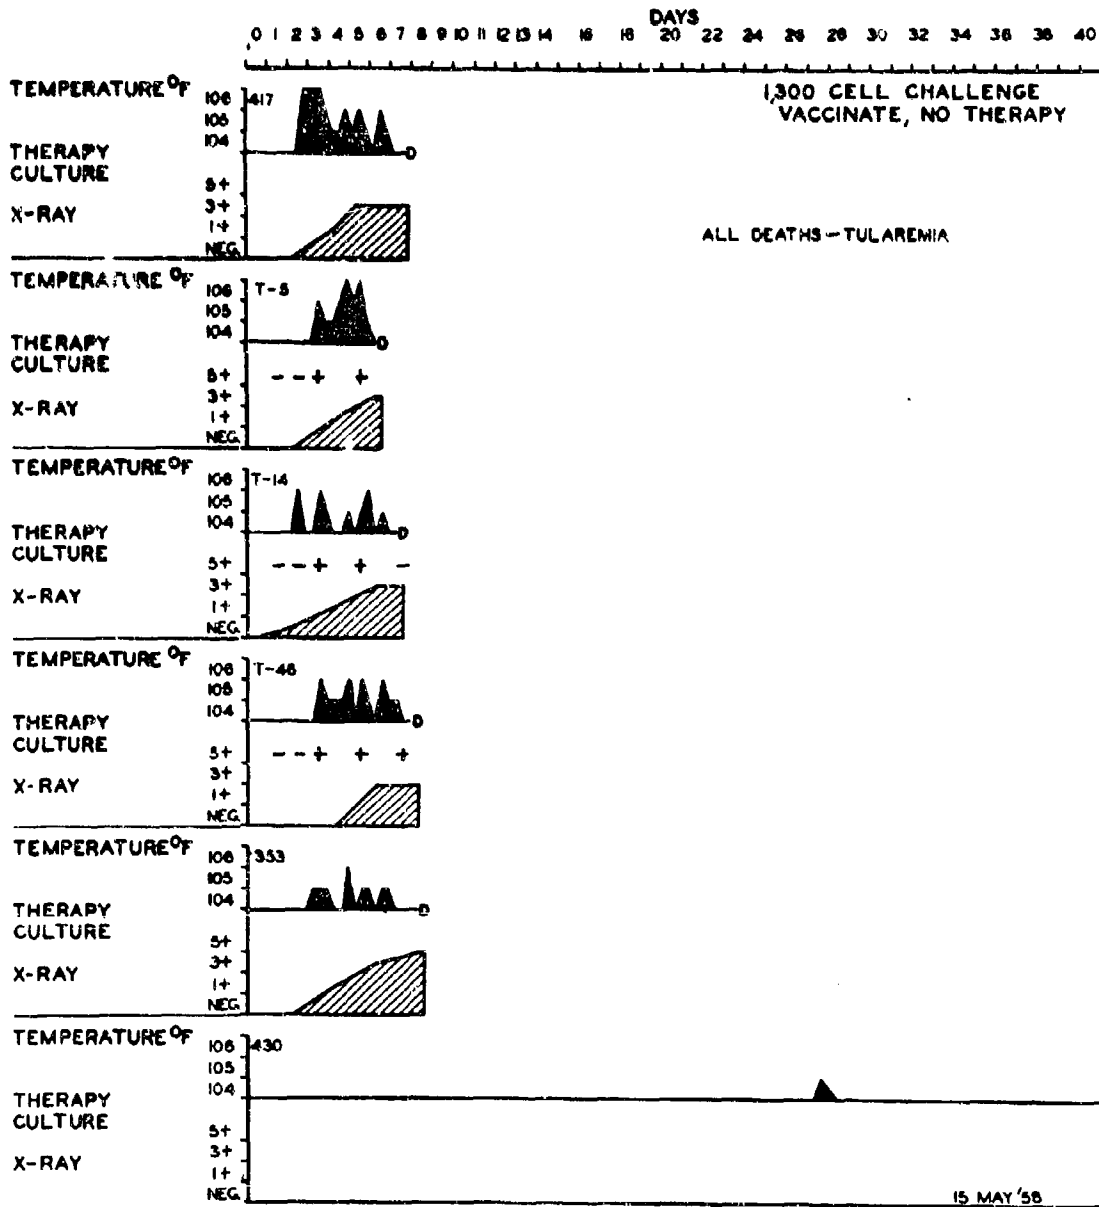 DAYS
0 1 2 3 4 5 6 7 8 9 10 11 12 13 14 16 18 20 22 24 26 28 30 32 34 36 38 40
1,300 CELL CHALLENGE
VACCINATE, NO THERAPY
ALL DEATHS - TULAREMIA
TEMPERATURE °F
106 417
105
104
D
THERAPY
CULTURE
5+
X-RAY
3+
1+
NEG.
TEMPERATURE °F
106 T-5
105
104
D
THERAPY
CULTURE
5+ - - + +
X-RAY
3+
1+
NEG.
TEMPERATURE °F
106 T-14
105
104
D
THERAPY
CULTURE
5+ - - + + -
X-RAY
3+
1+
NEG.
TEMPERATURE °F
106 T-46
105
104
D
THERAPY
CULTURE
5+ - - + + +
X-RAY
3+
1+
NEG.
TEMPERATURE °F
106 353
105
104
D
THERAPY
CULTURE
5+
X-RAY
3+
1+
NEG.
TEMPERATURE °F
106 430
105
104
THERAPY
CULTURE
5+
X-RAY
3+
1+
NEG.
15 MAY '58